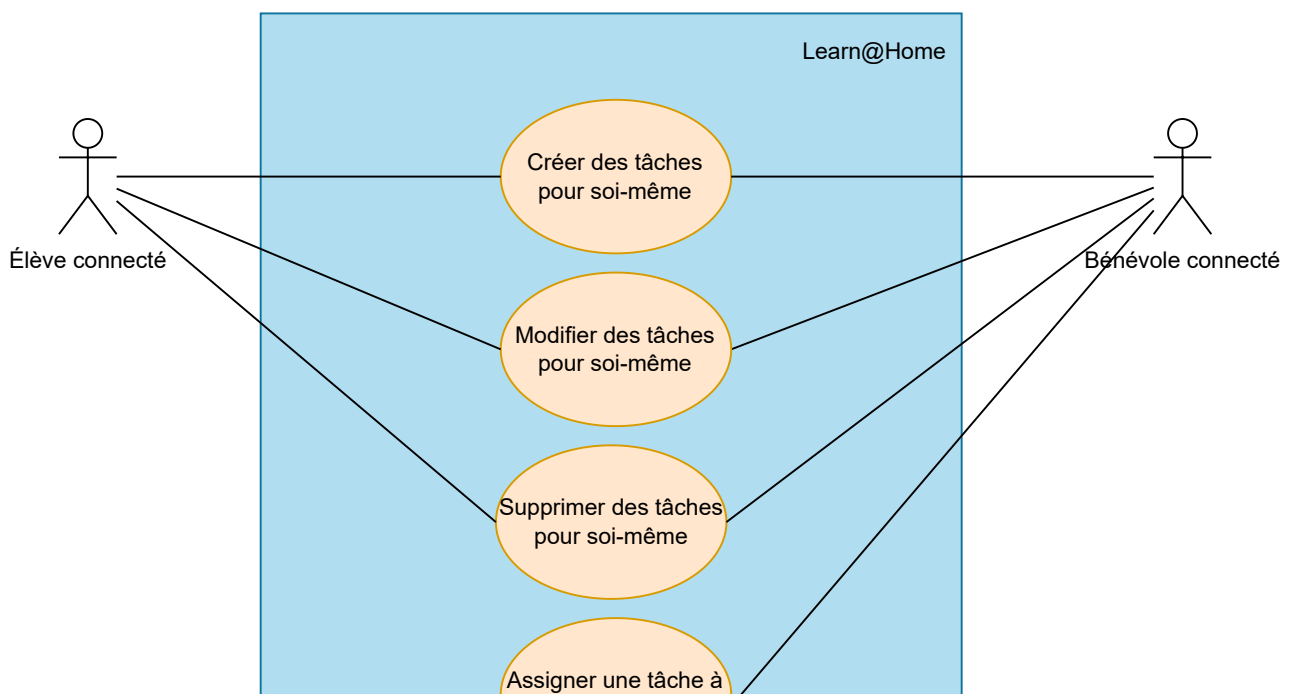 Learn@Home
Créer des tâches
pour soi-même
Élève connecté
Bénévole connecté
Modifier des tâches
pour soi-même
Supprimer des tâches
pour soi-même
Assigner une tâche à